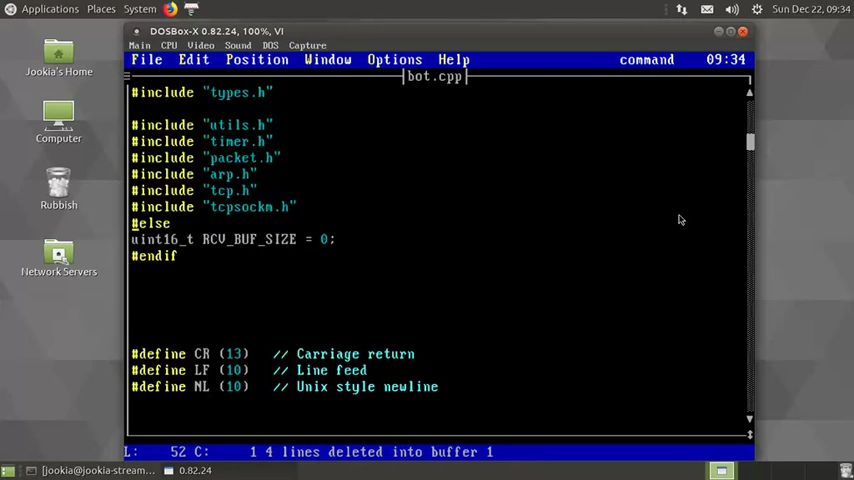 Applications Places System Sun Dec 22, 09:34
DOSBox-X 0.82.24, 100%, VI
Main CPU Video Sound DOS Capture
File Edit Position Window Options Help command 09:34
bot.cpp
#include "types.h"
#include "utils.h"
#include "timer.h"
#include "packet.h"
#include "arp.h"
#include "tcp.h"
#include "tcpsockm.h"
#else
uint16_t RCV_BUF_SIZE = 0;
#endif
#define CR (13) // Carriage return
#define LF (10) // Line feed
#define NL (10) // Unix style newline
L: 52 C: 1 4 lines deleted into buffer 1
Jookia's Home
Computer
Rubbish
Network Servers
[jookia@jookia-stream... 0.82.24